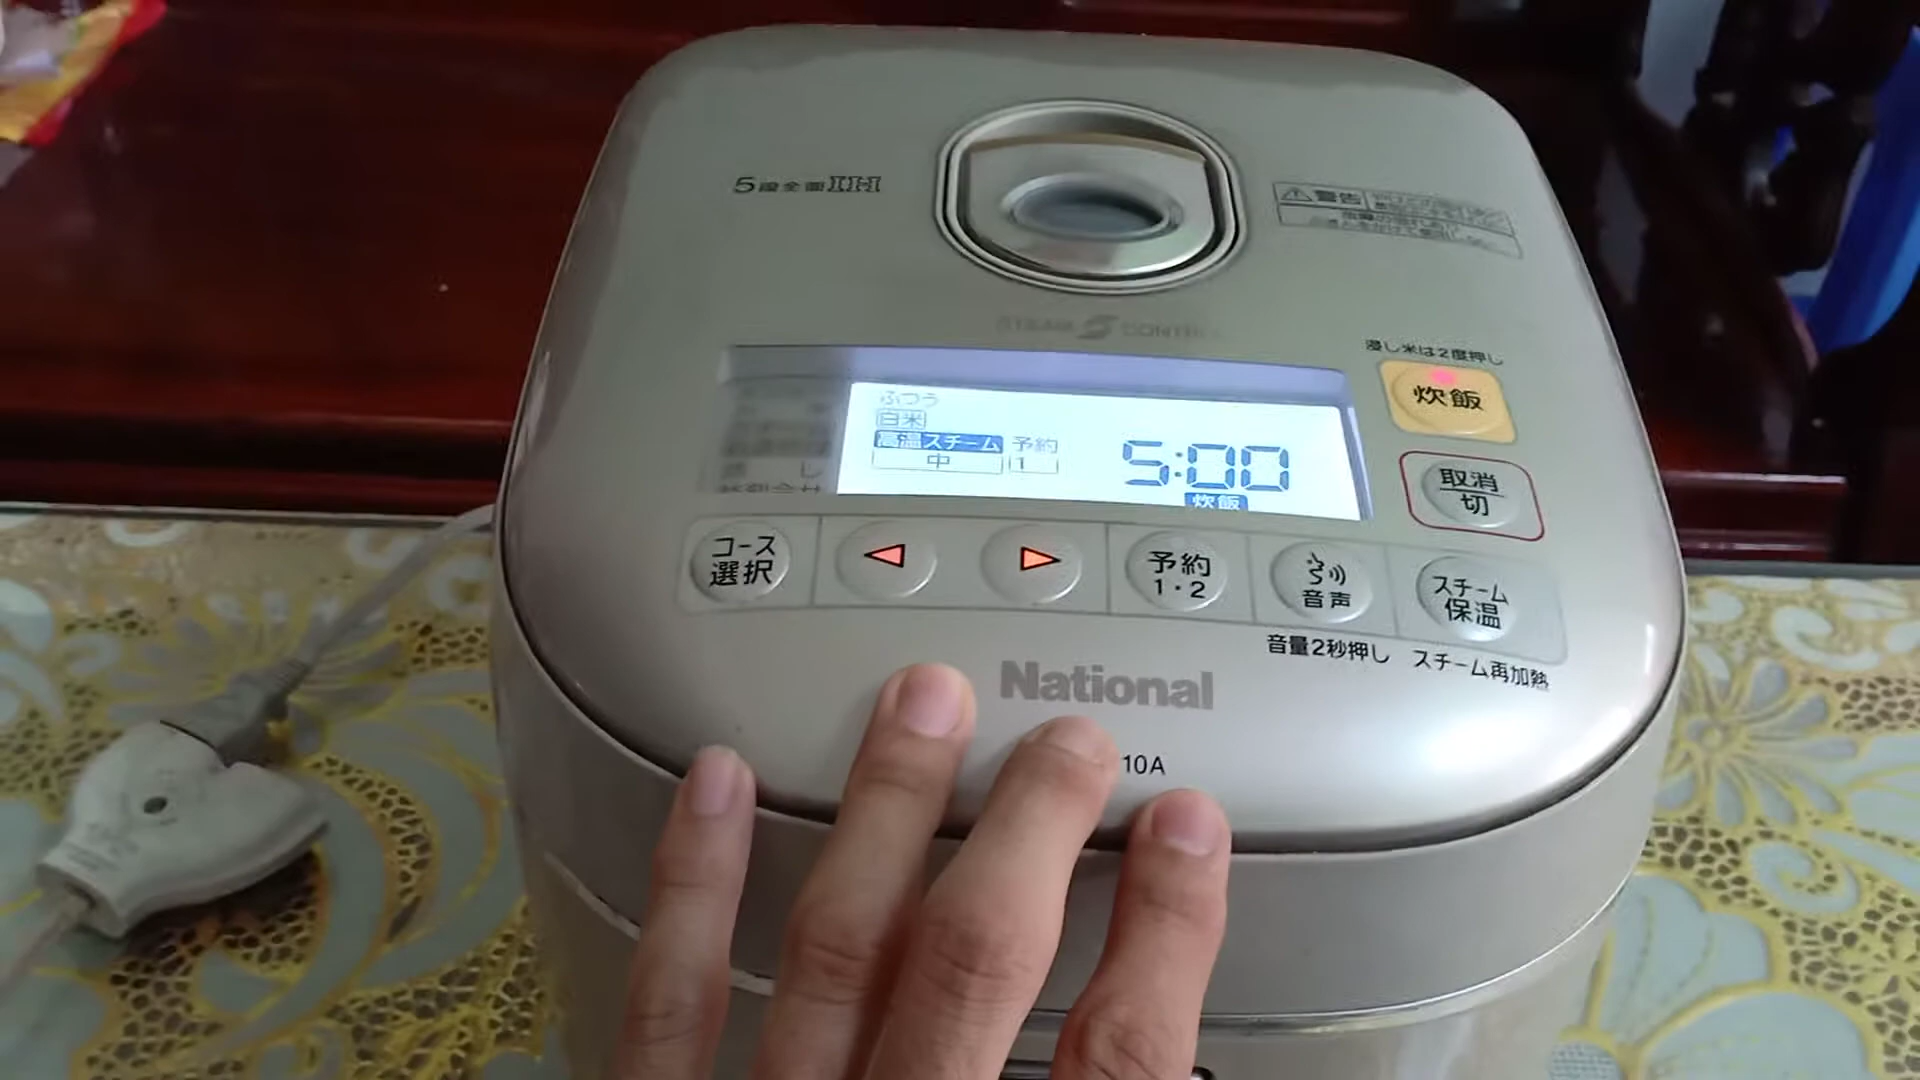 5段全面IH
警告
STEAM CONTROL
浸し米は2度押し
炊飯
ふつう
白米
高温スチーム 予約
中 1
5:00
炊飯
取消
切
コース
選択
予約
1・2
音声
スチーム
保温
音量2秒押し
スチーム再加熱
National
10A